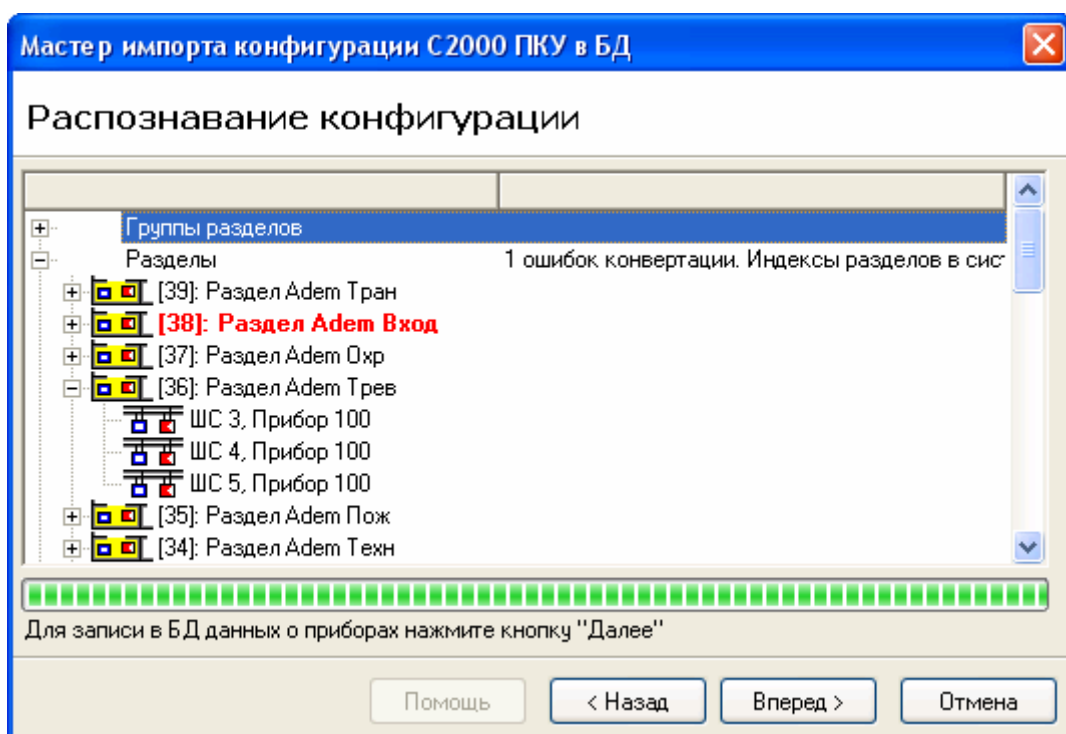 Мастер импорта конфигурации С2000 ПКУ в БД
Распознавание конфигурации
Группы разделов
Разделы 1 ошибок конвертации. Индексы разделов в сист
[39]: Раздел Adem Тран
[38]: Раздел Adem Вход
[37]: Раздел Adem Охр
[36]: Раздел Adem Трев
ШС 3, Прибор 100
ШС 4, Прибор 100
ШС 5, Прибор 100
[35]: Раздел Adem Пож
[34]: Раздел Adem Техн
Для записи в БД данных о приборах нажмите кнопку "Далее"
Помощь < Назад Вперед > Отмена